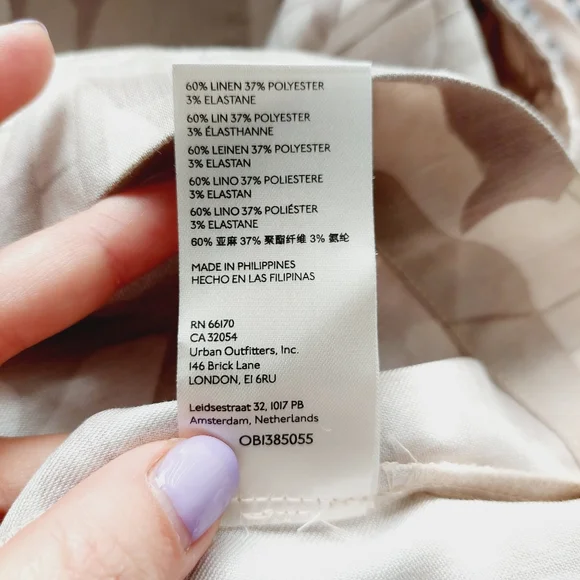 60% LINEN 37% POLYESTER
3% ELASTANE
60% LIN 37% POLYESTER
3% ÉLASTHANNE
60% LEINEN 37% POLYESTER
3% ELASTAN
60% LINO 37% POLIESTERE
3% ELASTAN
60% LINO 37% POLIÉSTER
3% ELASTANE
60% 亚麻 37% 聚酯纤维 3% 氨纶
MADE IN PHILIPPINES
HECHO EN LAS FILIPINAS
RN 66170
CA 32054
Urban Outfitters, Inc.
146 Brick Lane
LONDON, E1 6RU
Leidsestraat 32, 1017 PB
Amsterdam, Netherlands
OB1385055